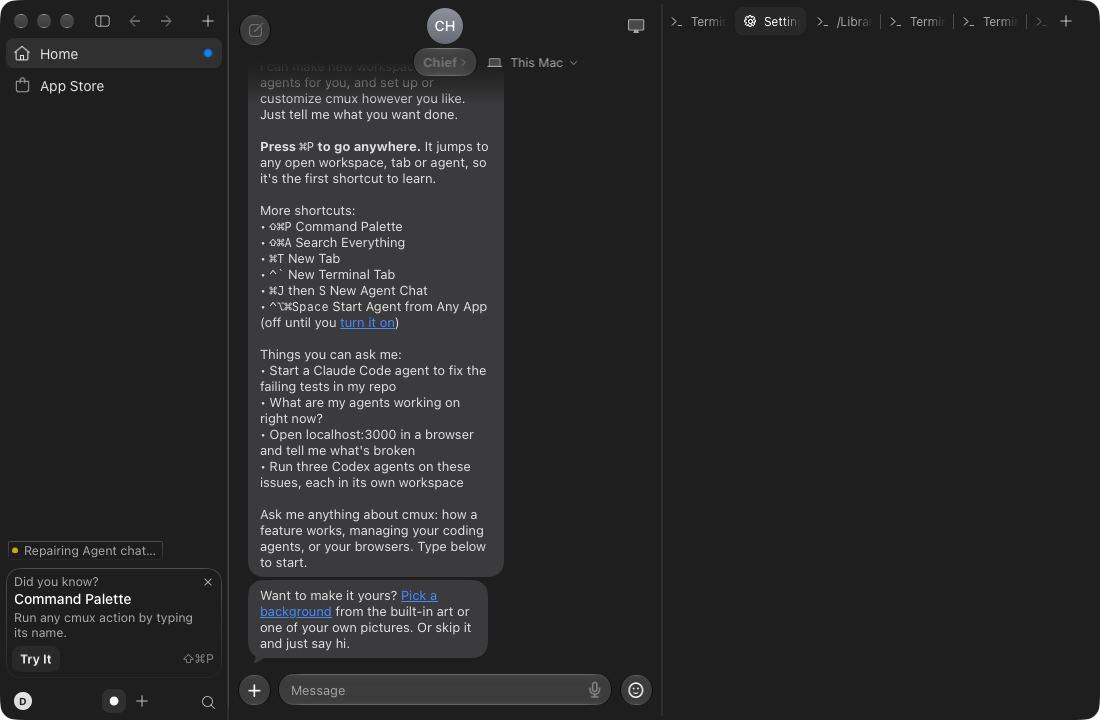 Home
App Store
Repairing Agent chat...
Did you know?
Command Palette
Run any cmux action by typing
its name.
Try It
⇧⌘P
D
CH
Chief ›
This Mac
agents for you, and set up or
customize cmux however you like.
Just tell me what you want done.
Press ⌘P to go anywhere. It jumps to
any open workspace, tab or agent, so
it's the first shortcut to learn.
More shortcuts:
• ⇧⌘P Command Palette
• ⇧⌘A Search Everything
• ⌘T New Tab
• ^` New Terminal Tab
• ⌘J then S New Agent Chat
• ^⌥⌘Space Start Agent from Any App
(off until you turn it on)
Things you can ask me:
• Start a Claude Code agent to fix the
failing tests in my repo
• What are my agents working on
right now?
• Open localhost:3000 in a browser
and tell me what's broken
• Run three Codex agents on these
issues, each in its own workspace
Ask me anything about cmux: how a
feature works, managing your coding
agents, or your browsers. Type below
to start.
Want to make it yours? Pick a
background from the built-in art or
one of your own pictures. Or skip it
and just say hi.
Message